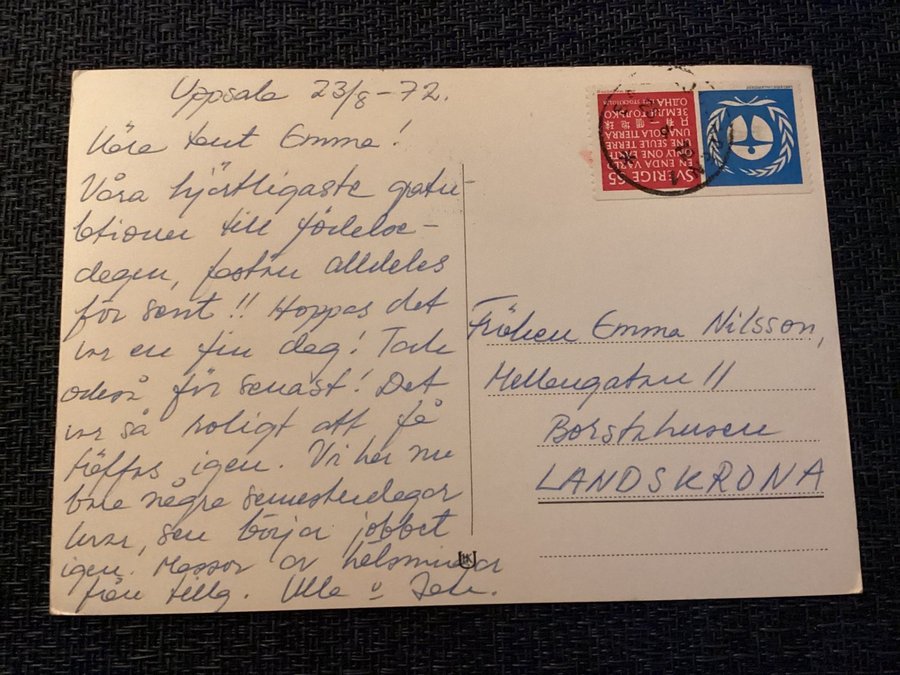 Uppsala 23/8-72.
Kära tant Emma!
Våra hjärtligaste gratu-
lationer till födelse-
dagen, fastän alldeles
för sent!! Hoppas det
var en fin dag! Tack
också för senast! Det
var så roligt att få
träffas igen. Vi har nu
bara några semesterdagar
kvar, sen börjar jobbet
igen. Massor av hälsningar
från tillg. Ulla o Jan.
SVERIGE 65
EN ENDA VÄRLD
ONLY ONE EARTH
UNE SEULE TERRE
UNA SOLA TIERRA
Fröken Emma Nilsson,
Mellangatan 11
Borstahusen
LANDSKRONA
UK